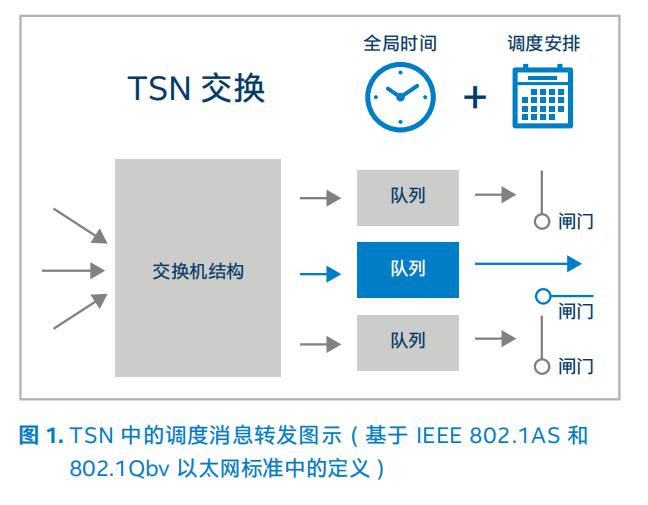 全局时间
调度安排
TSN 交换
+
队列
闸门
交换机结构
队列
闸门
队列
闸门
图 1. TSN 中的调度消息转发图示 ( 基于 IEEE 802.1AS 和
802.1Qbv 以太网标准中的定义 )